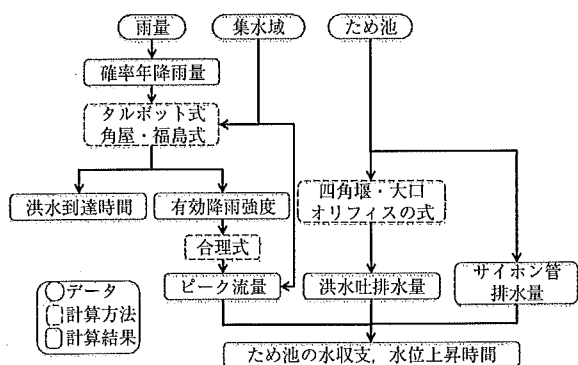 雨量
集水域
ため池
確率年降雨量
タルボット式
角屋・福島式
洪水到達時間
有効降雨強度
四角堰・大口
オリフィスの式
合理式
ピーク流量
洪水吐排水量
サイホン管
排水量
データ
計算方法
計算結果
ため池の水収支，水位上昇時間